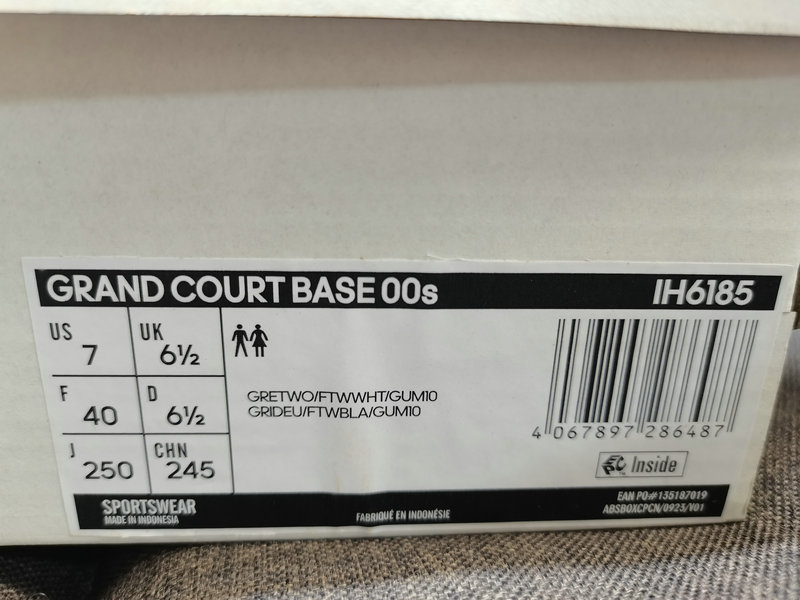 GRAND COURT BASE 00s IH6185
US 7 UK 6½
F 40 D 6½
J 250 CHN 245
GRETWO/FTWWHT/GUM10
GRIDEU/FTWBLA/GUM10
4 067897 286487
EPC TM Inside
SPORTSWEAR
MADE IN INDONESIA
FABRIQUÉ EN INDONÉSIE
EAN PO# 135187019
ABSBOXCPCN/0923/V01